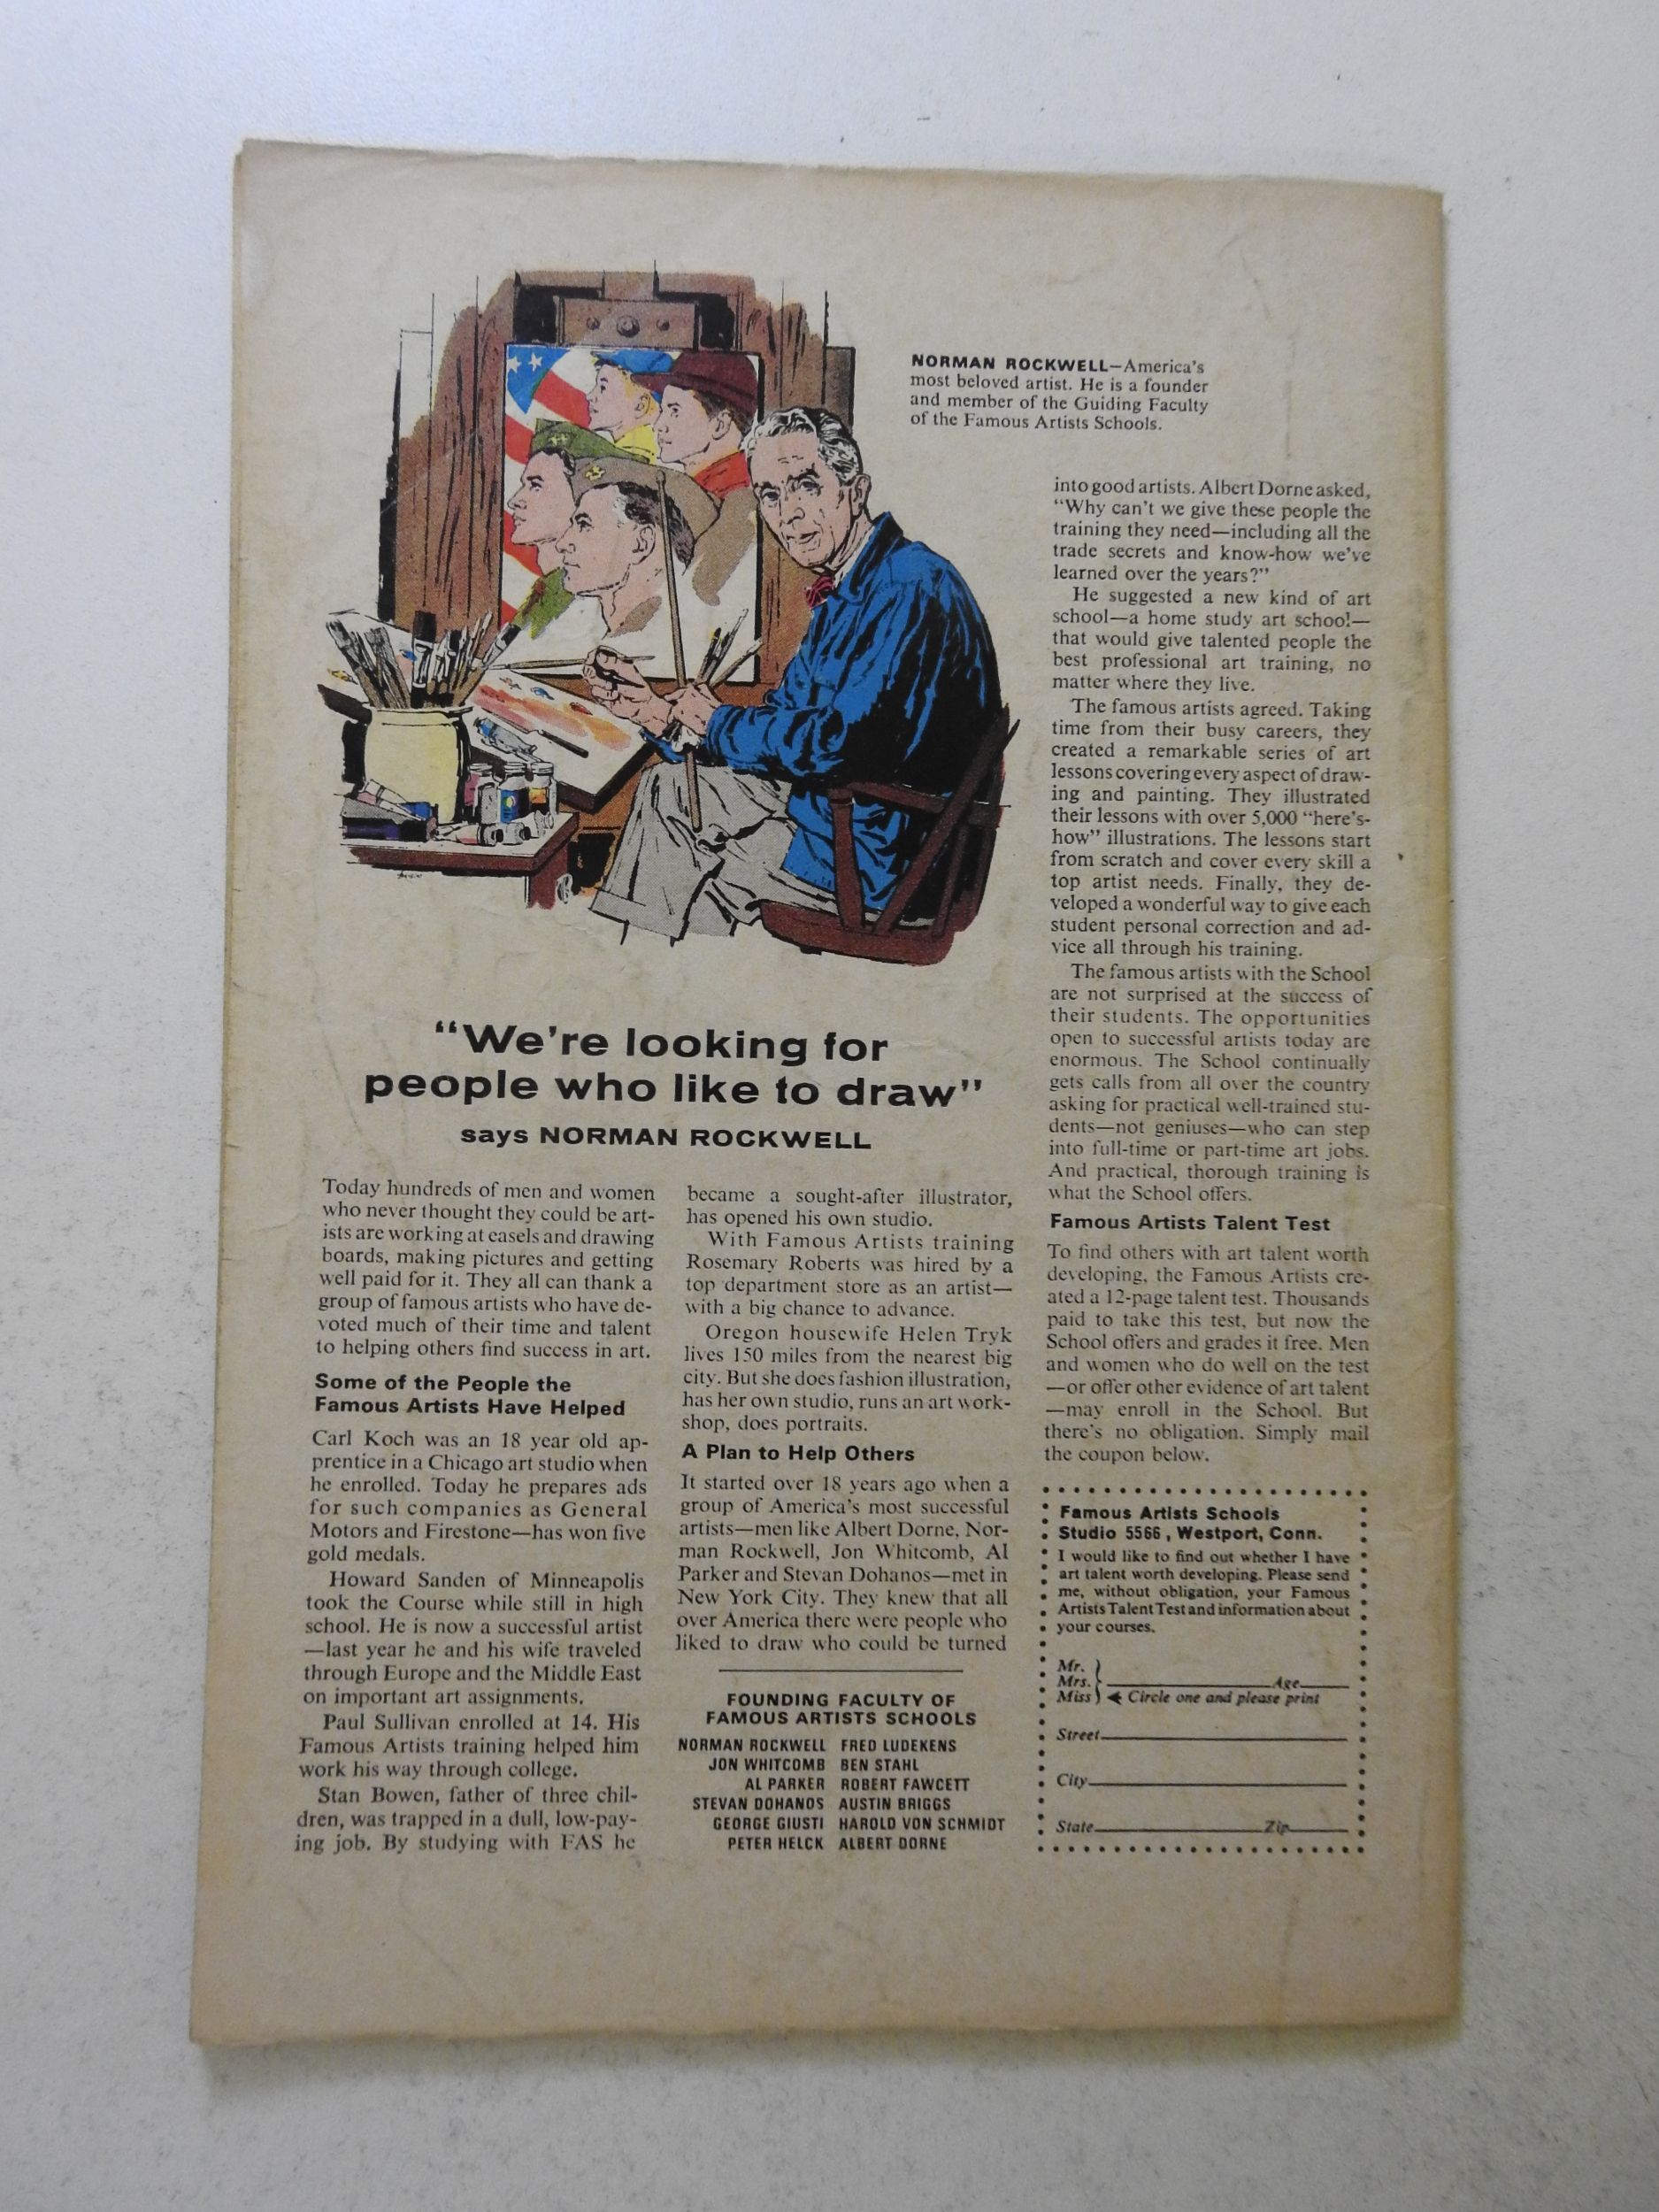 NORMAN ROCKWELL—America's
most beloved artist. He is a founder
and member of the Guiding Faculty
of the Famous Artists Schools.
"We're looking for
people who like to draw"
says NORMAN ROCKWELL
Today hundreds of men and women
who never thought they could be art-
ists are working at easels and drawing
boards, making pictures and getting
well paid for it. They all can thank a
group of famous artists who have de-
voted much of their time and talent
to helping others find success in art.
Some of the People the
Famous Artists Have Helped
Carl Koch was an 18 year old ap-
prentice in a Chicago art studio when
he enrolled. Today he prepares ads
for such companies as General
Motors and Firestone—has won five
gold medals.
Howard Sanden of Minneapolis
took the Course while still in high
school. He is now a successful artist
—last year he and his wife traveled
through Europe and the Middle East
on important art assignments.
Paul Sullivan enrolled at 14. His
Famous Artists training helped him
work his way through college.
Stan Bowen, father of three chil-
dren, was trapped in a dull, low-pay-
ing job. By studying with FAS he
became a sought-after illustrator,
has opened his own studio.
With Famous Artists training
Rosemary Roberts was hired by a
top department store as an artist—
with a big chance to advance.
Oregon housewife Helen Tryk
lives 150 miles from the nearest big
city. But she does fashion illustration,
has her own studio, runs an art work-
shop, does portraits.
A Plan to Help Others
It started over 18 years ago when a
group of America's most successful
artists—men like Albert Dorne, Nor-
man Rockwell, Jon Whitcomb, Al
Parker and Stevan Dohanos—met in
New York City. They knew that all
over America there were people who
liked to draw who could be turned
into good artists. Albert Dorne asked,
"Why can't we give these people the
training they need—including all the
trade secrets and know-how we've
learned over the years?"
He suggested a new kind of art
school—a home study art school—
that would give talented people the
best professional art training, no
matter where they live.
The famous artists agreed. Taking
time from their busy careers, they
created a remarkable series of art
lessons covering every aspect of draw-
ing and painting. They illustrated
their lessons with over 5,000 "here's-
how" illustrations. The lessons start
from scratch and cover every skill a
top artist needs. Finally, they de-
veloped a wonderful way to give each
student personal correction and ad-
vice all through his training.
The famous artists with the School
are not surprised at the success of
their students. The opportunities
open to successful artists today are
enormous. The School continually
gets calls from all over the country
asking for practical well-trained stu-
dents—not geniuses—who can step
into full-time or part-time art jobs.
And practical, thorough training is
what the School offers.
Famous Artists Talent Test
To find others with art talent worth
developing, the Famous Artists cre-
ated a 12-page talent test. Thousands
paid to take this test, but now the
School offers and grades it free. Men
and women who do well on the test
—or offer other evidence of art talent
—may enroll in the School. But
there's no obligation. Simply mail
the coupon below.
FOUNDING FACULTY OF
FAMOUS ARTISTS SCHOOLS
NORMAN ROCKWELL FRED LUDEKENS
JON WHITCOMB BEN STAHL
AL PARKER ROBERT FAWCETT
STEVAN DOHANOS AUSTIN BRIGGS
GEORGE GIUSTI HAROLD VON SCHMIDT
PETER HELCK ALBERT DORNE
Famous Artists Schools
Studio 5566, Westport, Conn.
I would like to find out whether I have
art talent worth developing. Please send
me, without obligation, your Famous
Artists Talent Test and information about
your courses.
Mr.
Mrs. Age
Miss Circle one and please print
Street
City
State Zip